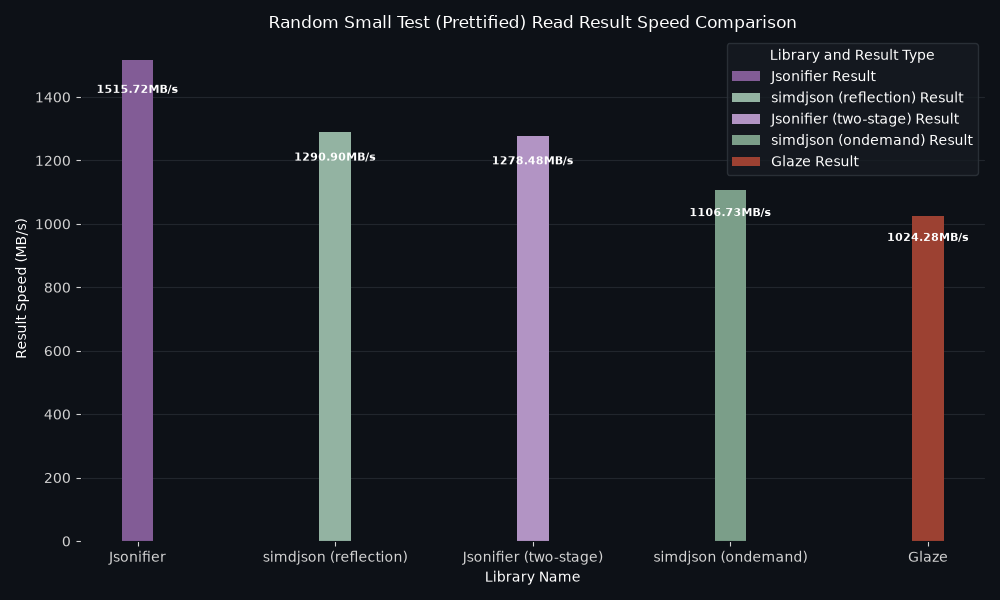 Random Small Test (Prettified) Read Result Speed Comparison
Library and Result Type
Jsonifier Result
simdjson (reflection) Result
Jsonifier (two-stage) Result
simdjson (ondemand) Result
Glaze Result
Result Speed (MB/s)
1400
1200
1000
800
600
400
200
0
1515.72MB/s
1290.90MB/s
1278.48MB/s
1106.73MB/s
1024.28MB/s
Jsonifier
simdjson (reflection)
Jsonifier (two-stage)
simdjson (ondemand)
Glaze
Library Name